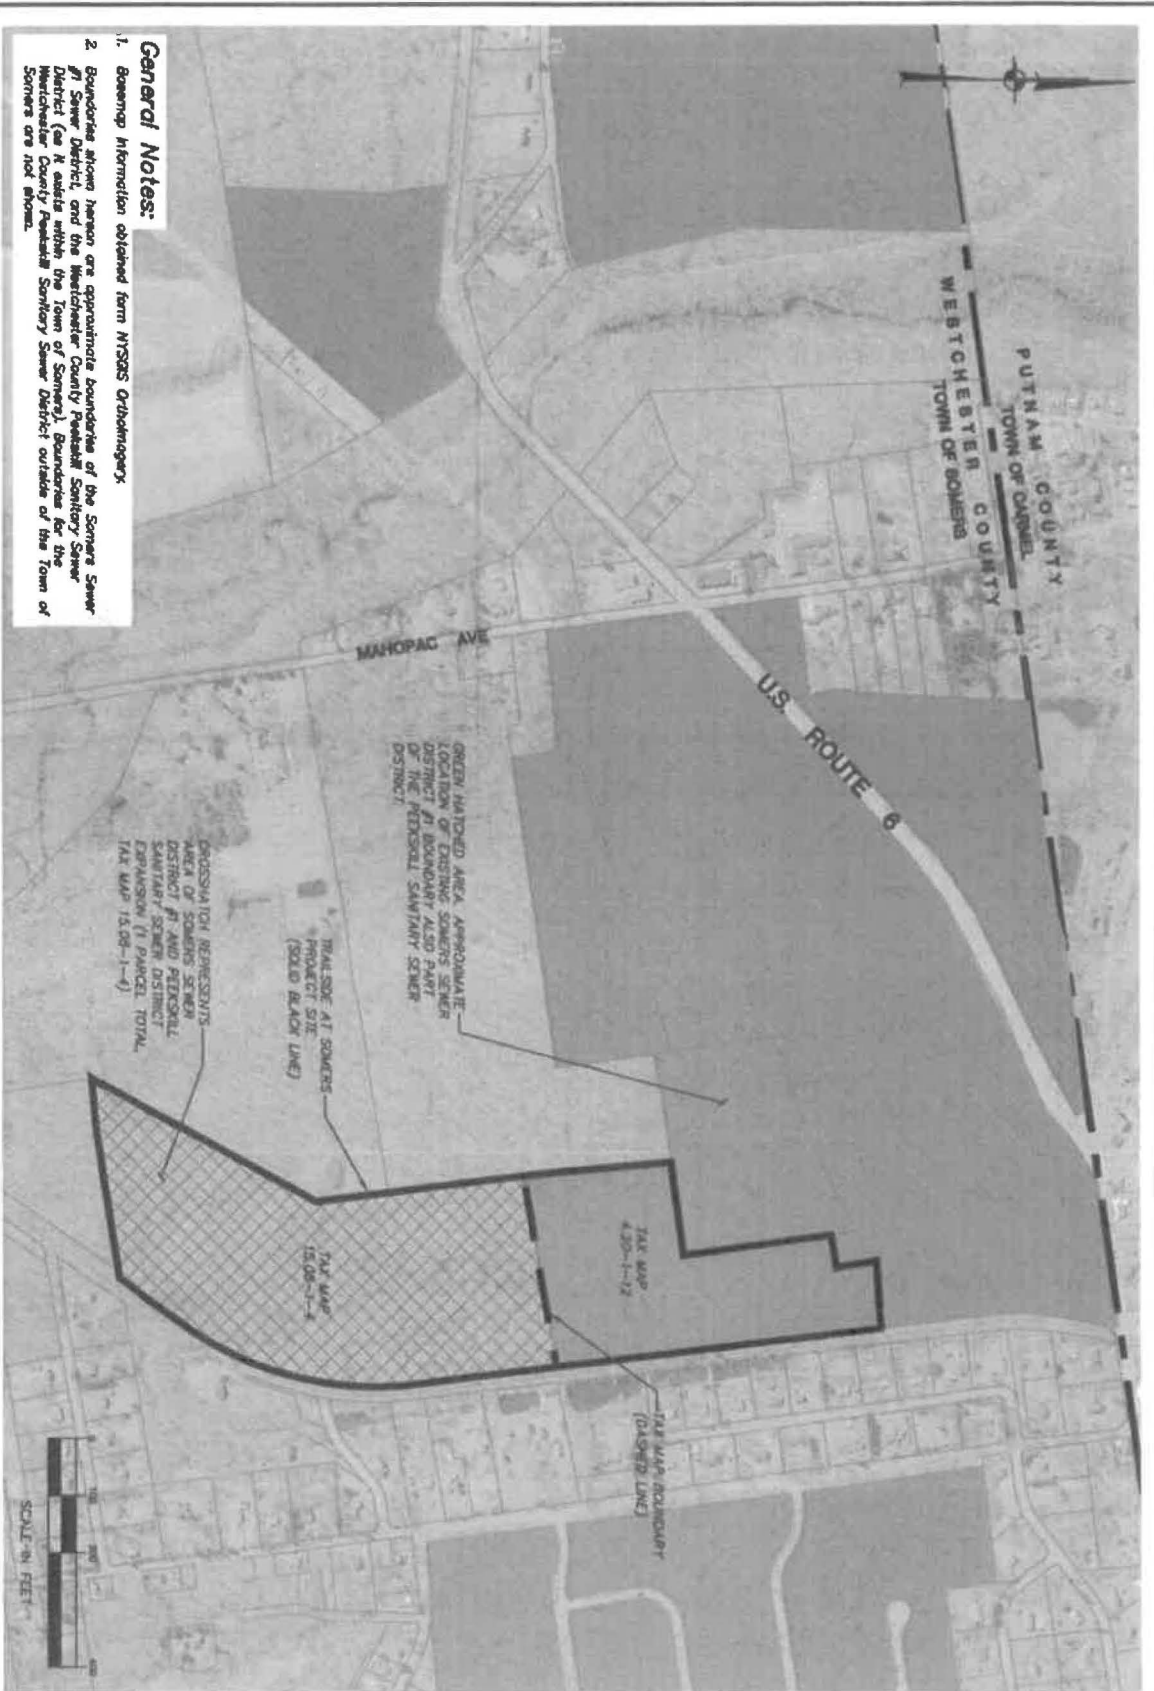 PUTNAM COUNTY
TOWN OF CARMEL
WESTCHESTER COUNTY
TOWN OF SOMERS
U.S. ROUTE 6
MAHOPAC AVE
GREEN HATCHED AREA APPROXIMATE
LOCATION OF EXISTING SOMERS SEWER
DISTRICT #1 BOUNDARY ALSO PART
OF THE PEEKSKILL SANITARY SEWER
DISTRICT.
TAX MAP
4.20-1-12
TAX MAP BOUNDARY
(DASHED LINE)
TRAILSIDE AT SOMERS
PROJECT SITE
(SOLID BLACK LINE)
TAX MAP
15.08-1-4
CROSSHATCH REPRESENTS
AREA OF SOMERS SEWER
DISTRICT #1 AND PEEKSKILL
SANITARY SEWER DISTRICT
EXPANSION (1 PARCEL TOTAL,
TAX MAP 15.08-1-4)
General Notes:
1. Basemap information obtained form NYSGIS Orthoimagery.
2. Boundaries shown hereon are approximate boundaries of the Somers Sewer
#1 Sewer District, and the Westchester County Peekskill Sanitary Sewer
District (as it exists within the Town of Somers). Boundaries for the
Westchester County Peekskill Sanitary Sewer District outside of the Town of
Somers are not shown.
0 100 200 400
SCALE IN FEET